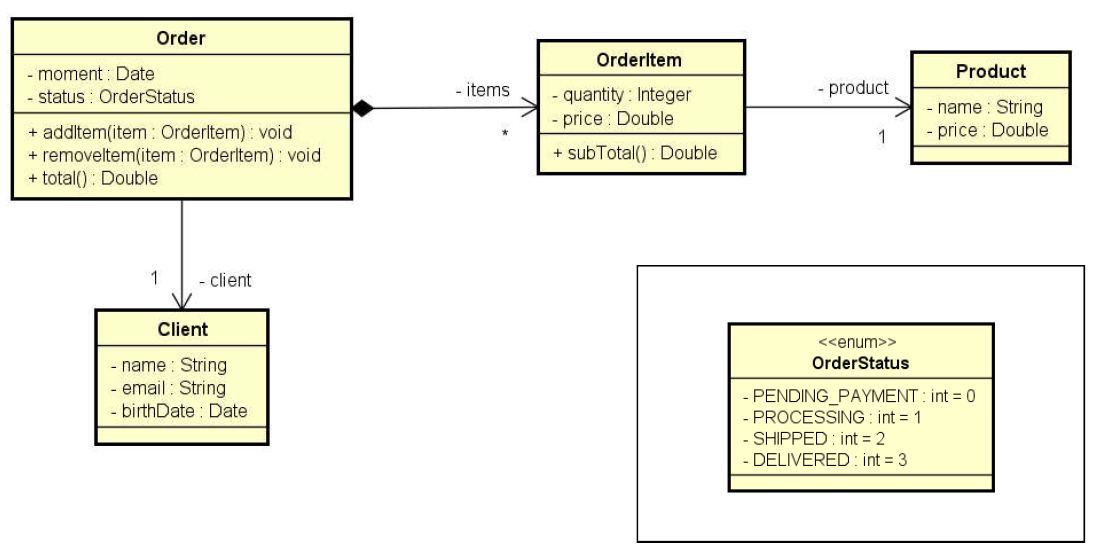 Order
- moment : Date
- status : OrderStatus
+ addItem(item : OrderItem) : void
+ removeItem(item : OrderItem) : void
+ total() : Double
- items
*
OrderItem
- quantity : Integer
- price : Double
+ subTotal() : Double
- product
1
Product
- name : String
- price : Double
1
- client
Client
- name : String
- email : String
- birthDate : Date
<<enum>>
OrderStatus
- PENDING_PAYMENT : int = 0
- PROCESSING : int = 1
- SHIPPED : int = 2
- DELIVERED : int = 3